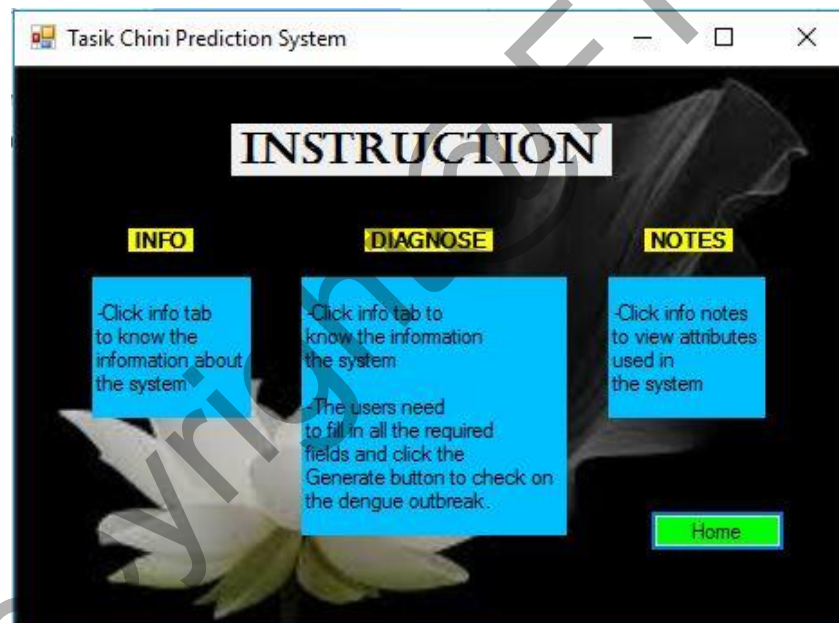 Tasik Chini Prediction System
INSTRUCTION
INFO
-Click info tab
to know the
information about
the system
DIAGNOSE
-Click info tab to
know the information
the system
-The users need
to fill in all the required
fields and click the
Generate button to check on
the dengue outbreak.
NOTES
-Click info notes
to view attributes
used in
the system
Home